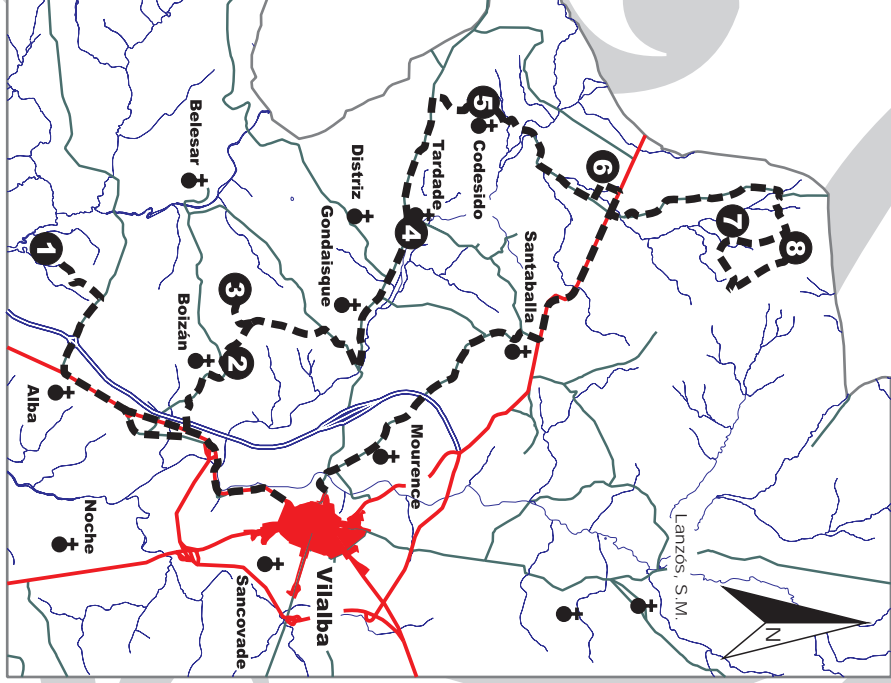 Belesar
Distriz
Gondaisque
Boizán
Alba
Noche
Sancovade
Vilalba
Mourence
Santaballa
Tardade
Codesido
Lanzós, S.M.
N
1
2
3
4
5
6
7
8